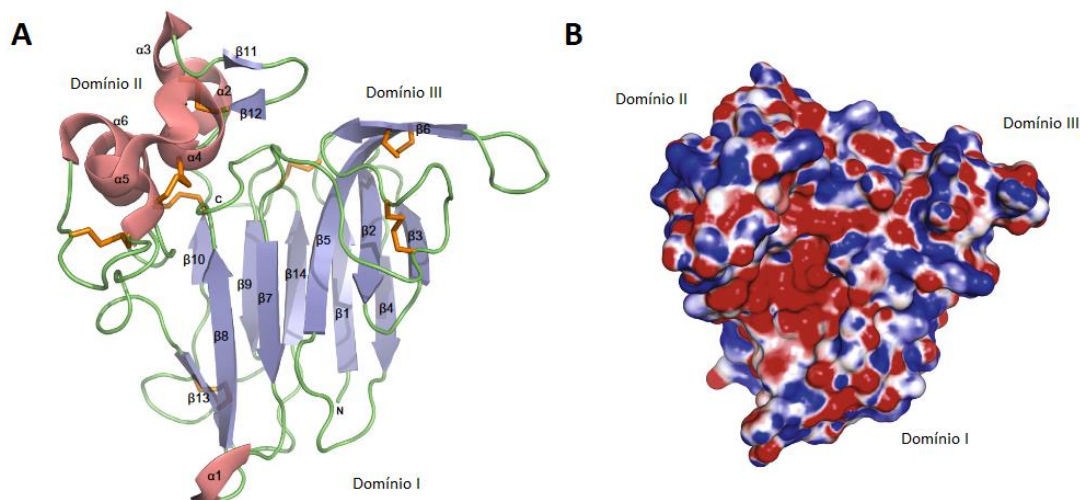 A
B
α3
β11
Domínio II
α2
Domínio III
β12
α6
β6
α4
α5
C
β10
β9
β7
β14
β5
β2
β3
β1
β4
β8
β13
N
α1
Domínio I
Domínio II
Domínio III
Domínio I